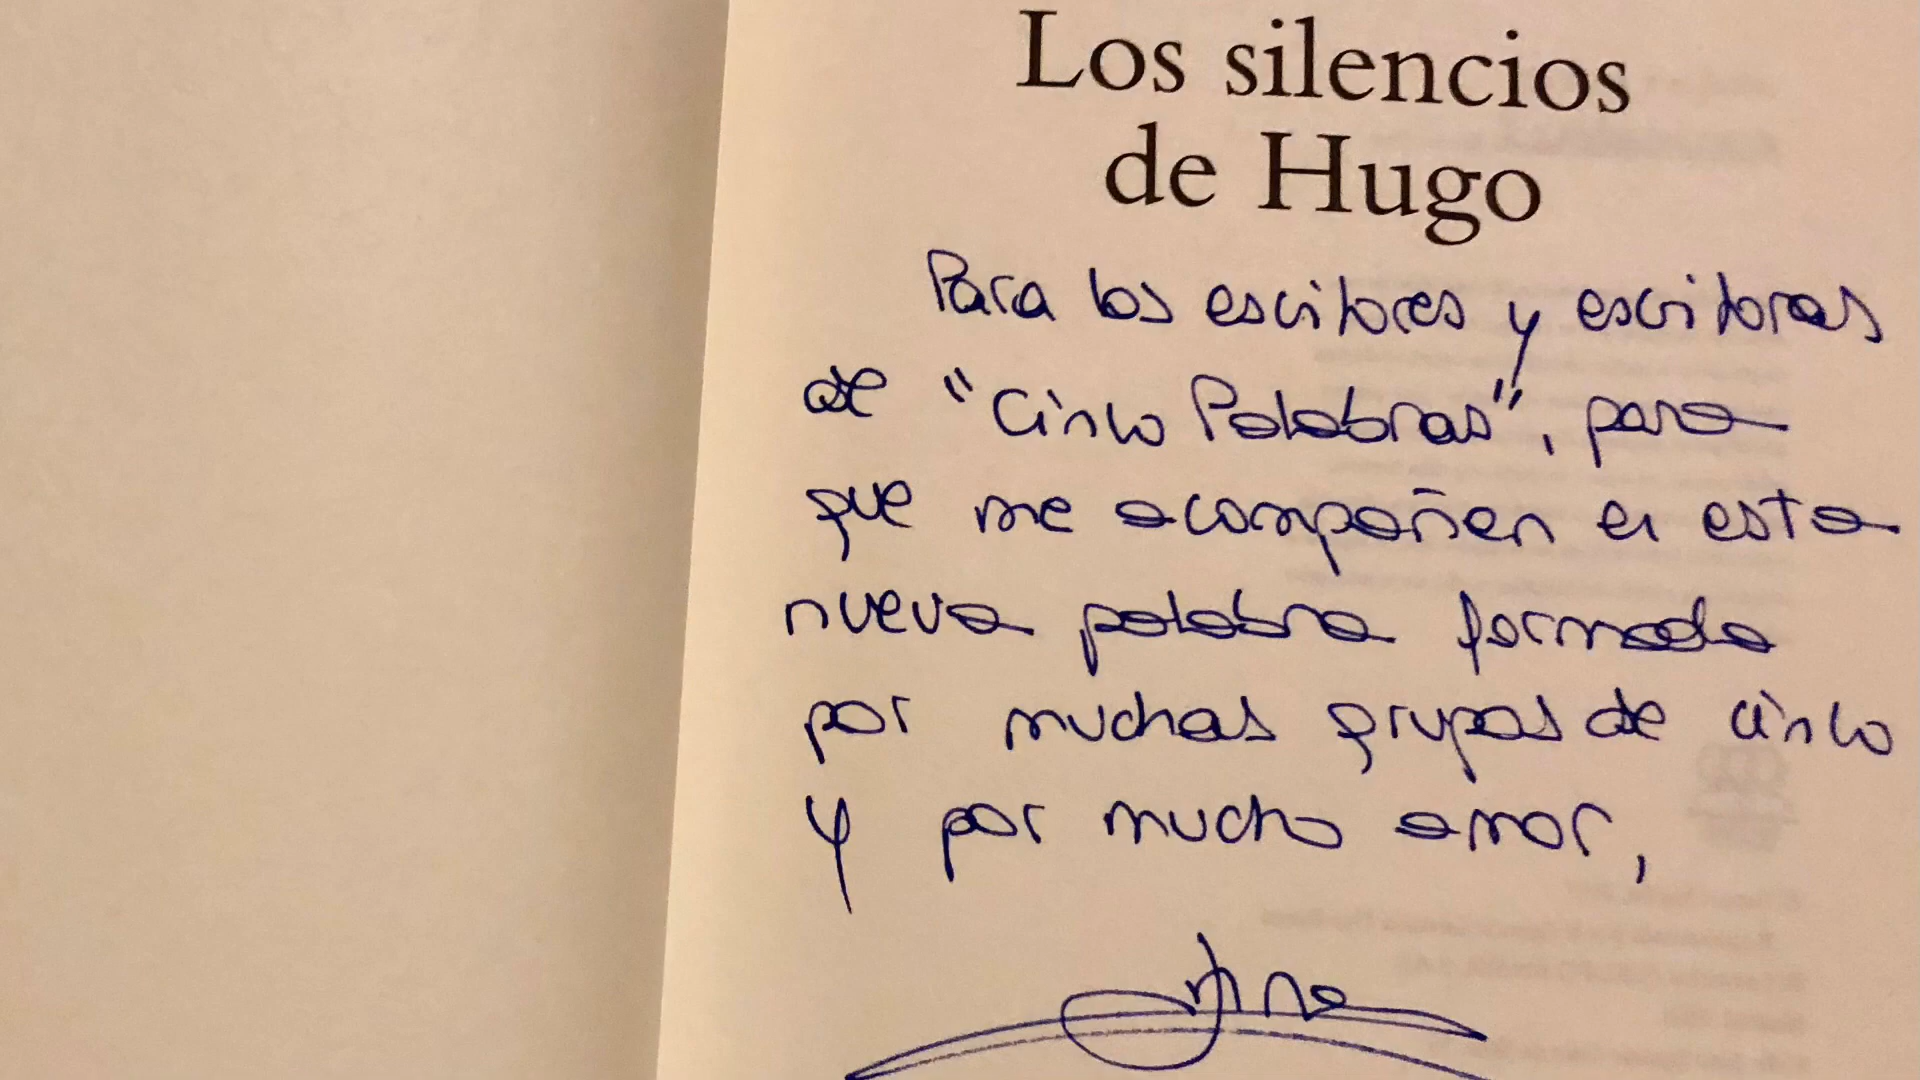 Los silencios
de Hugo
Para los escritores y escritoras
de "Cinco Palabras", para
que me acompañen en esta
nueva palabra formada
por muchos grupos de cinco
y por mucho amor,